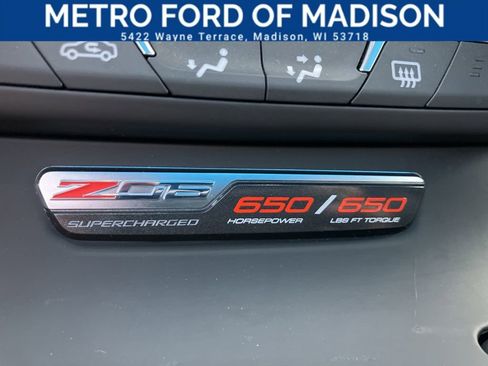 METRO FORD OF MADISON
5422 Wayne Terrace, Madison, WI 53718
Z06
SUPERCHARGED
650 / 650
HORSEPOWER LBS FT TORQUE